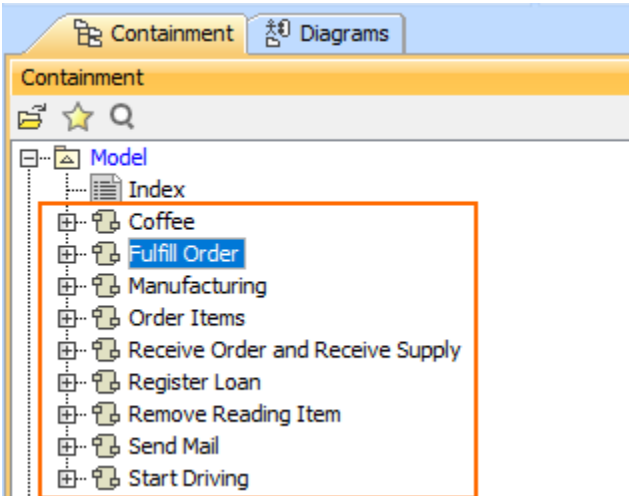 Containment Diagrams
Containment
Model
Index
Coffee
Fulfill Order
Manufacturing
Order Items
Receive Order and Receive Supply
Register Loan
Remove Reading Item
Send Mail
Start Driving